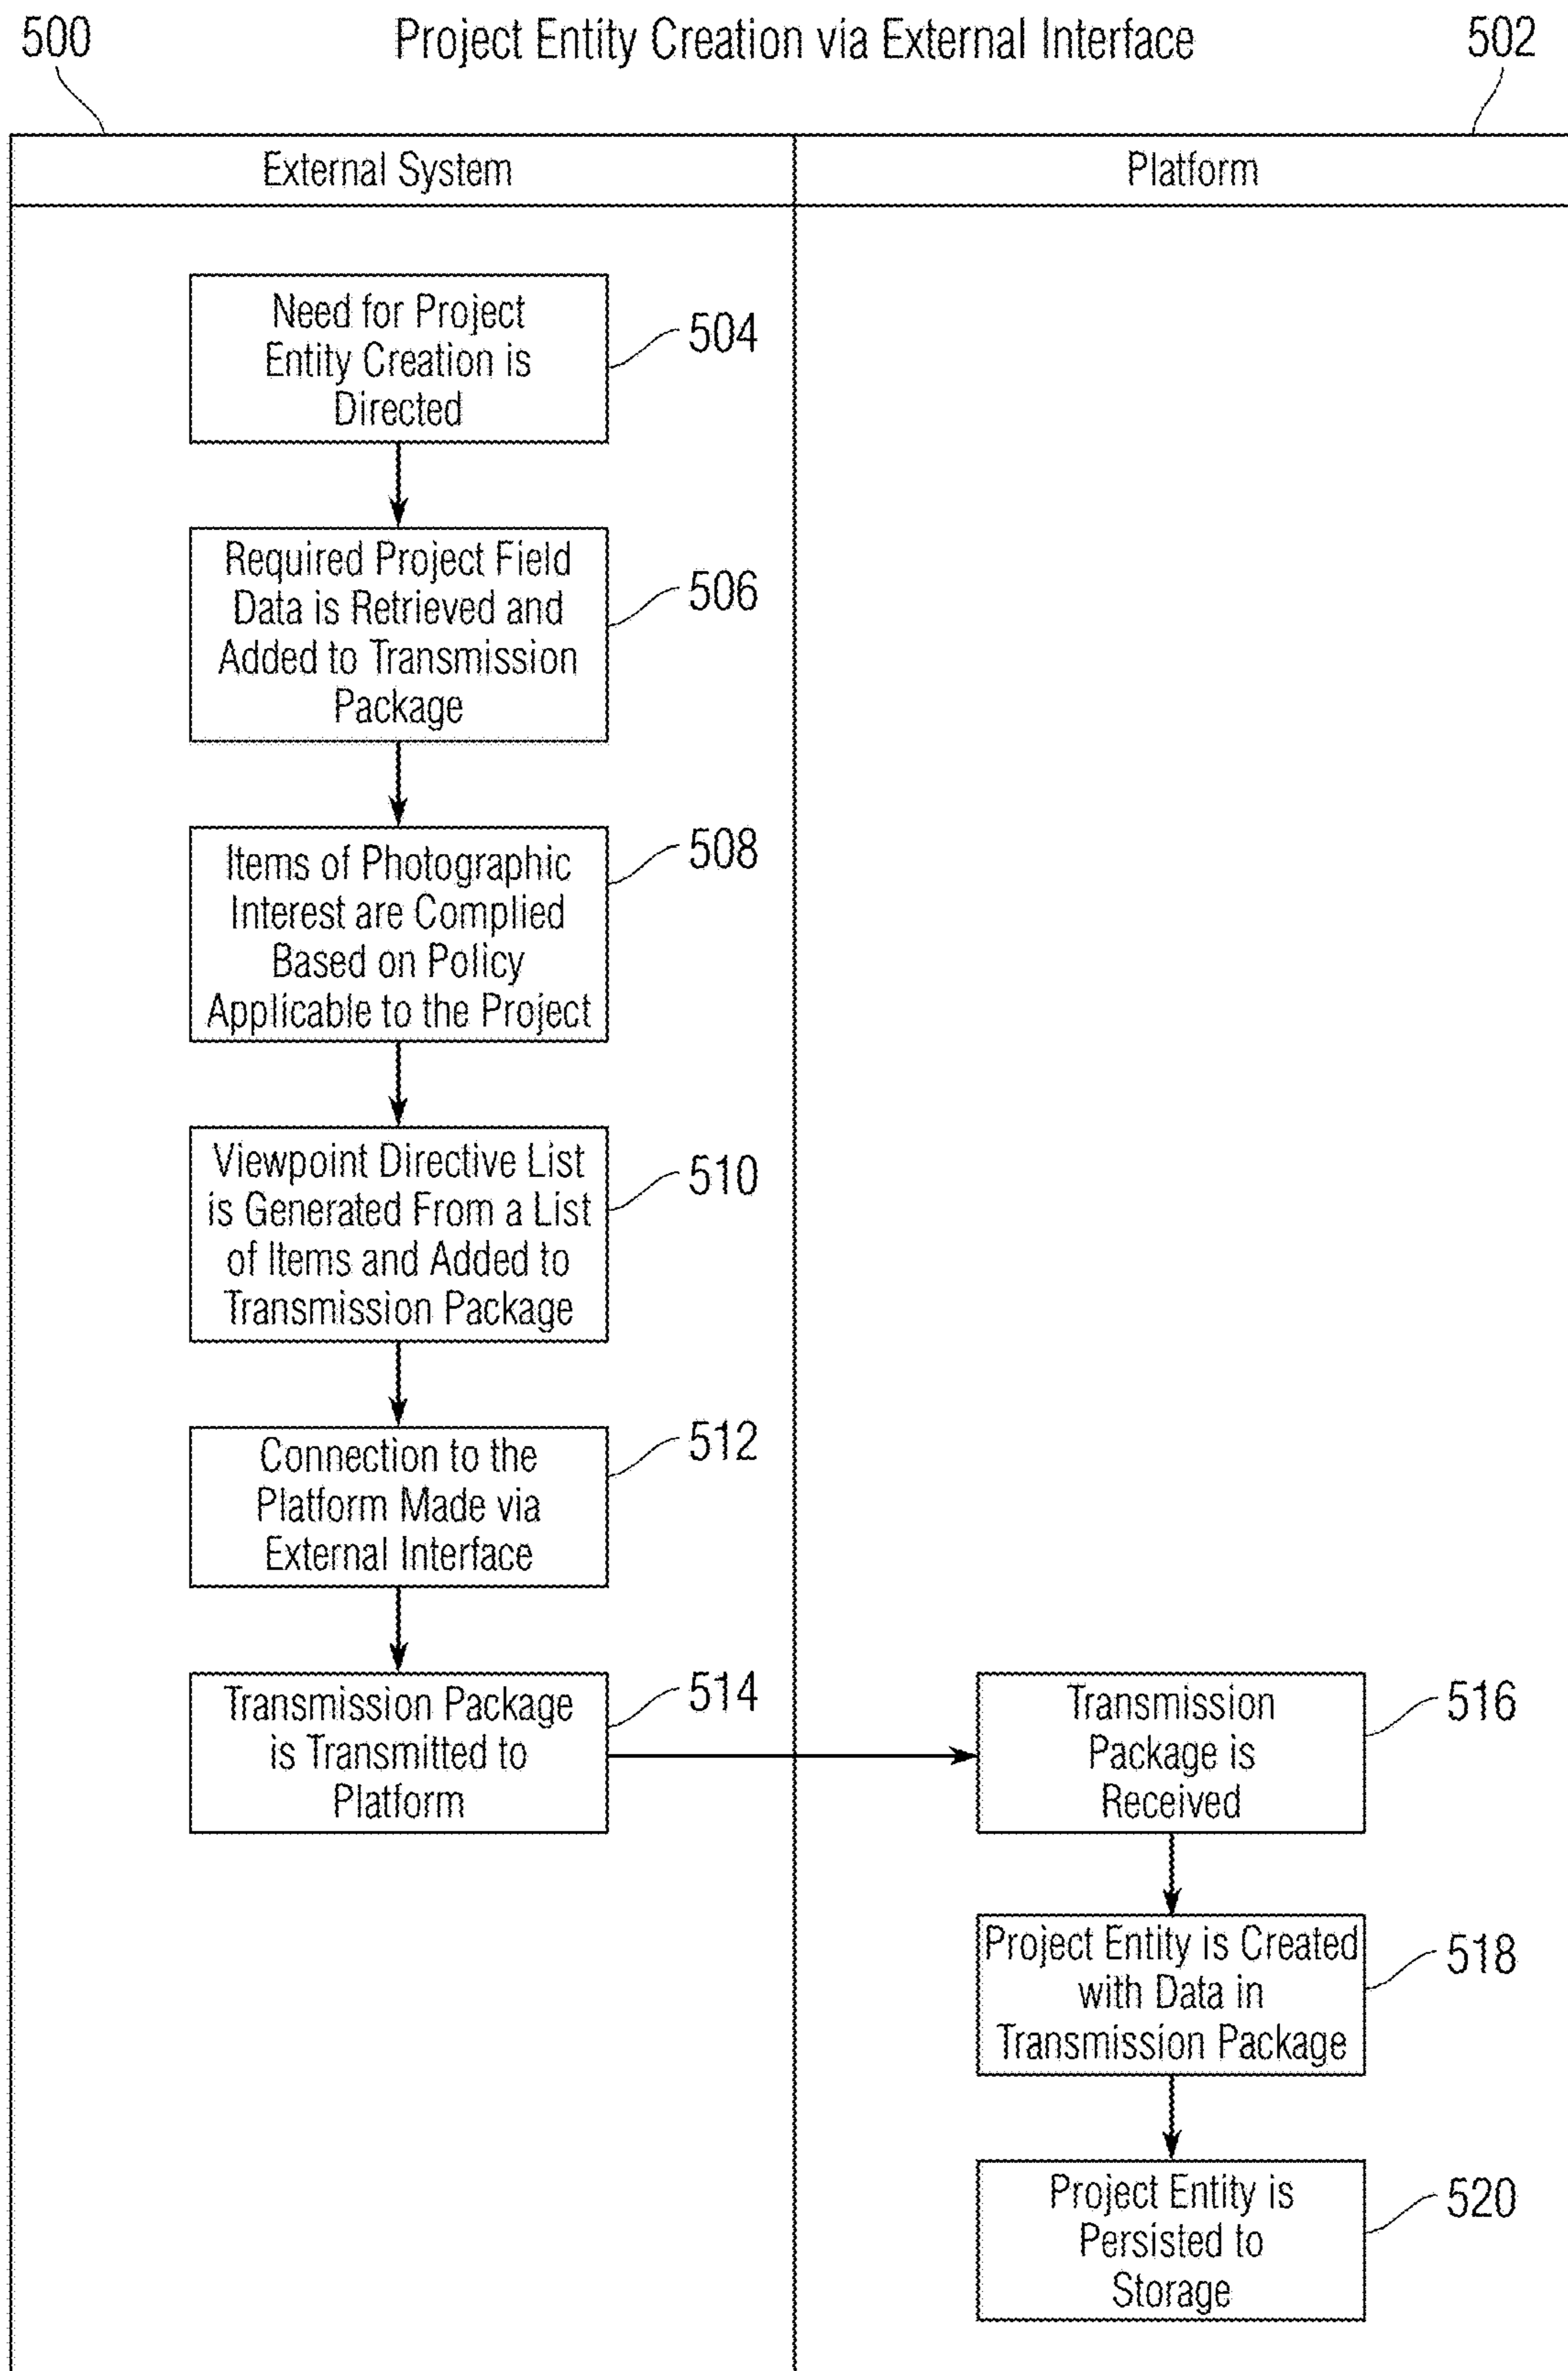 500
Project Entity Creation via External Interface
502
External System
Platform
Need for Project
Entity Creation is
Directed
504
Required Project Field
Data is Retrieved and
Added to Transmission
Package
506
Items of Photographic
Interest are Complied
Based on Policy
Applicable to the Project
508
Viewpoint Directive List
is Generated From a List
of Items and Added to
Transmission Package
510
Connection to the
Platform Made via
External Interface
512
Transmission Package
is Transmitted to
Platform
514
Transmission
Package is
Received
516
Project Entity is Created
with Data in
Transmission Package
518
Project Entity is
Persisted to
Storage
520